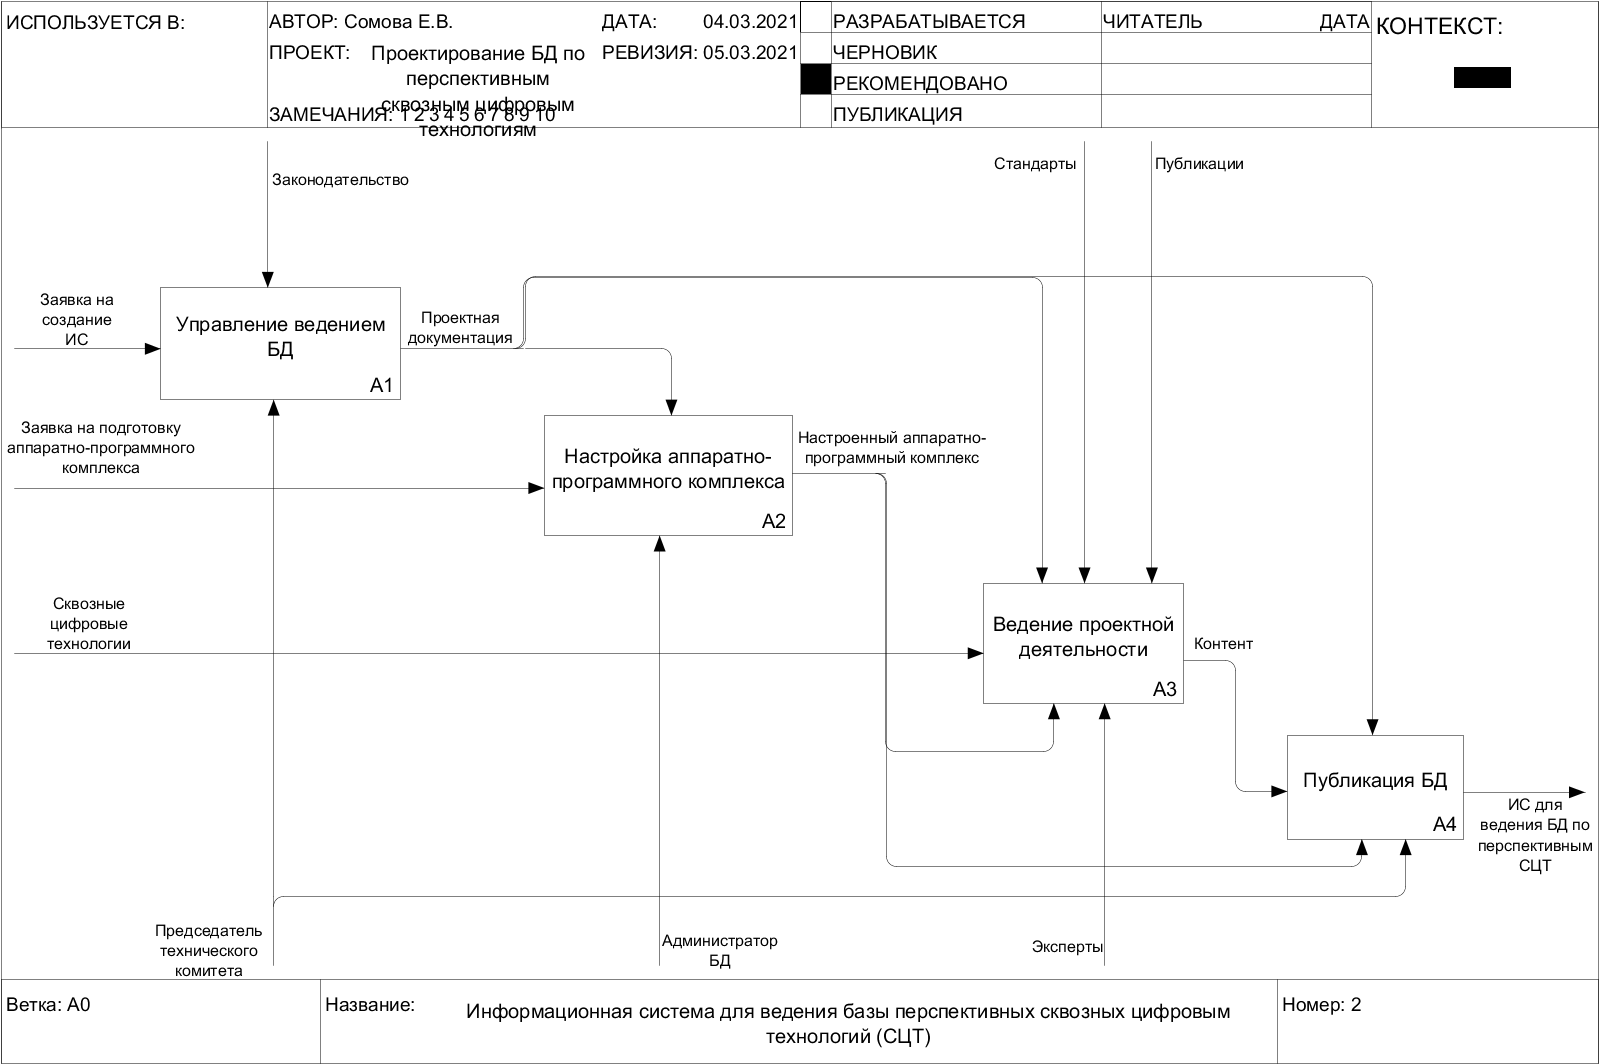 ИСПОЛЬЗУЕТСЯ В:
АВТОР: Сомова Е.В.
ДАТА: 04.03.2021
ПРОЕКТ: Проектирование БД по
перспективным
сквозным цифровым
технологиям
РЕВИЗИЯ: 05.03.2021
ЗАМЕЧАНИЯ: 1 2 3 4 5 6 7 8 9 10
РАЗРАБАТЫВАЕТСЯ
ЧЕРНОВИК
РЕКОМЕНДОВАНО
ПУБЛИКАЦИЯ
ЧИТАТЕЛЬ ДАТА
КОНТЕКСТ:
Законодательство
Стандарты
Публикации
Заявка на
создание
ИС
Управление ведением
БД
A1
Проектная
документация
Заявка на подготовку
аппаратно-программного
комплекса
Настройка аппаратно-
программного комплекса
A2
Настроенный аппаратно-
программный комплекс
Сквозные
цифровые
технологии
Ведение проектной
деятельности
A3
Контент
Публикация БД
A4
ИС для
ведения БД по
перспективным
СЦТ
Председатель
технического
комитета
Администратор
БД
Эксперты
Ветка: A0
Название:
Информационная система для ведения базы перспективных сквозных цифровым
технологий (СЦТ)
Номер: 2